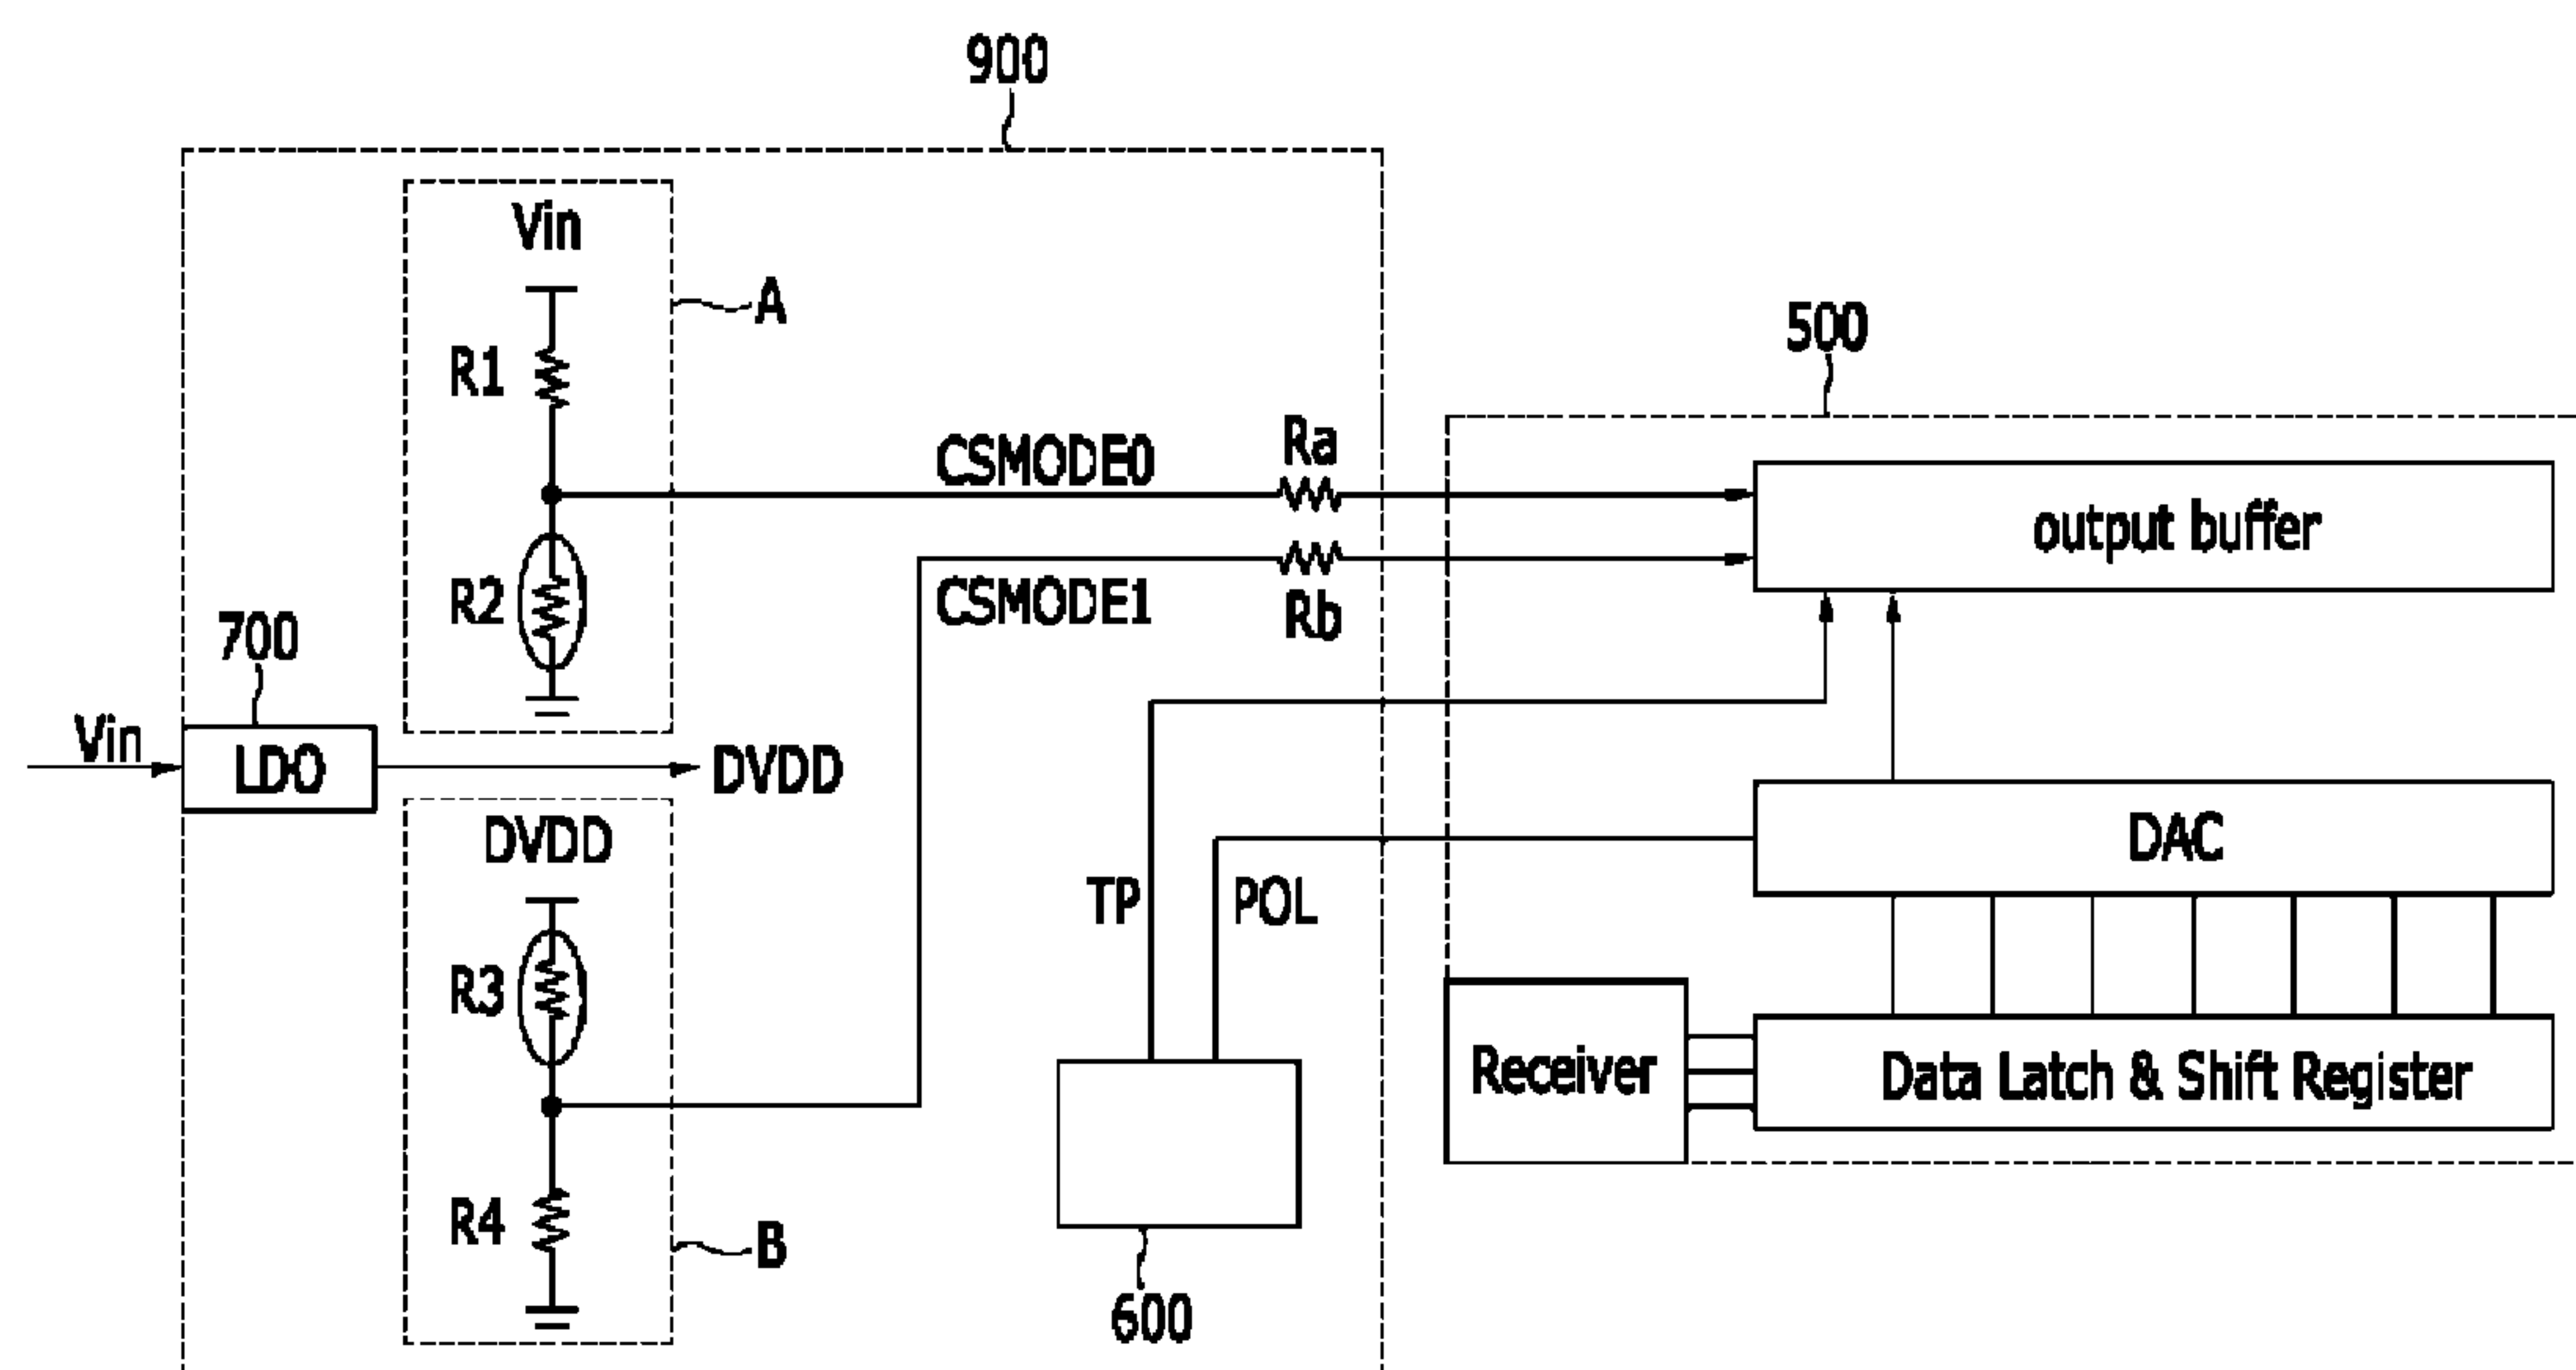 900
Vin
A
R1
500
CSMODE0
Ra
output buffer
R2
CSMODE1
Rb
700
Vin
LDO
DVDD
DVDD
DAC
TP
POL
R3
Receiver
Data Latch & Shift Register
R4
B
600